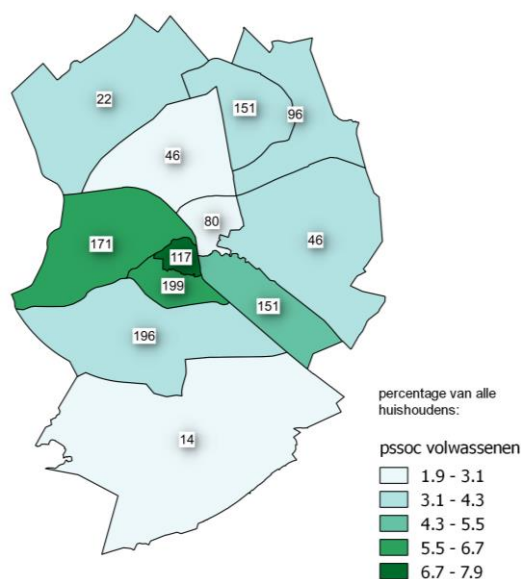 22
151
96
46
80
46
171
117
199
151
196
14
percentage van alle
huishoudens:
pssoc volwassenen
1.9 - 3.1
3.1 - 4.3
4.3 - 5.5
5.5 - 6.7
6.7 - 7.9